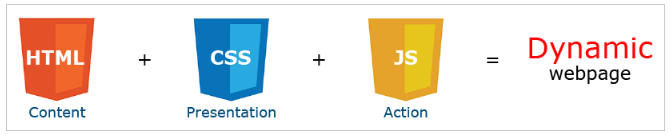 HTML + CSS + JS = Dynamic
webpage
Content Presentation Action